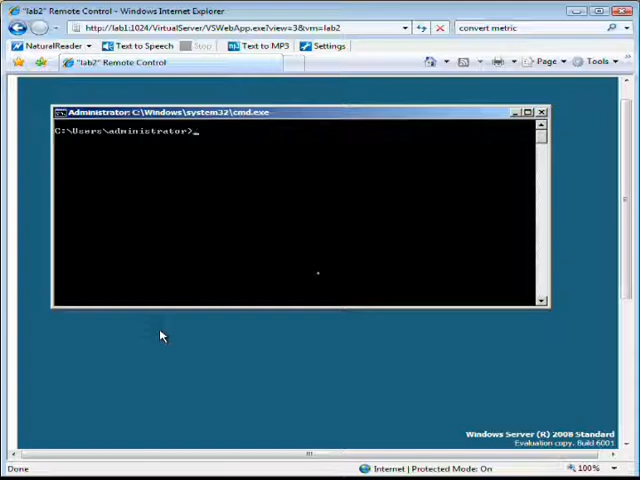 "lab2" Remote Control - Windows Internet Explorer
http://lab1:1024/VirtualServer/VSWebApp.exe?view=3&vm=lab2
convert metric
NaturalReader
Text to Speech
Stop
Text to MP3
Settings
"lab2" Remote Control
Page
Tools
Administrator: C:\Windows\system32\cmd.exe
C:\Users\administrator>_
Windows Server (R) 2008 Standard
Evaluation copy. Build 6001
Done
Internet | Protected Mode: On
100%